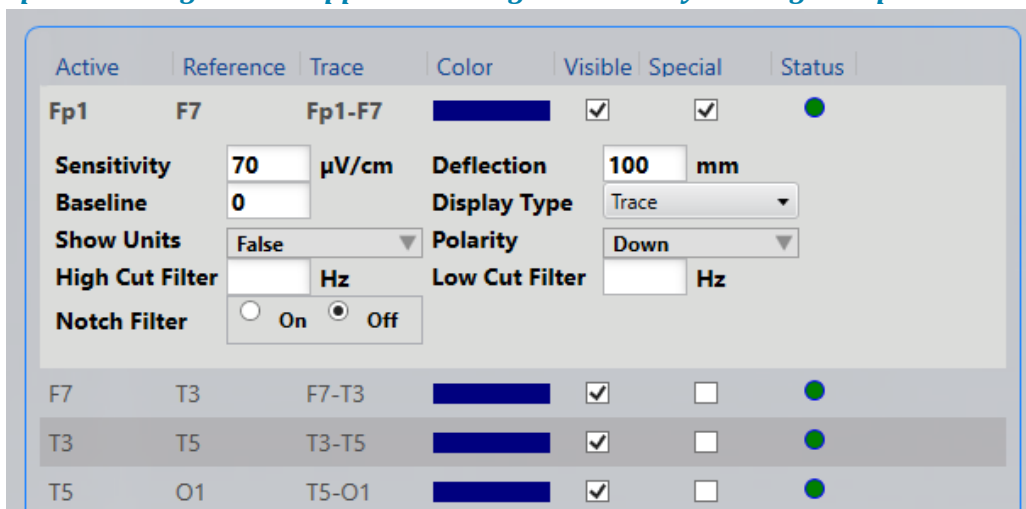 Active Reference Trace Color Visible Special Status
Fp1 F7 Fp1-F7
Sensitivity 70 µV/cm Deflection 100 mm
Baseline 0 Display Type Trace
Show Units False Polarity Down
High Cut Filter Hz Low Cut Filter Hz
Notch Filter On Off
F7 T3 F7-T3
T3 T5 T3-T5
T5 O1 T5-O1